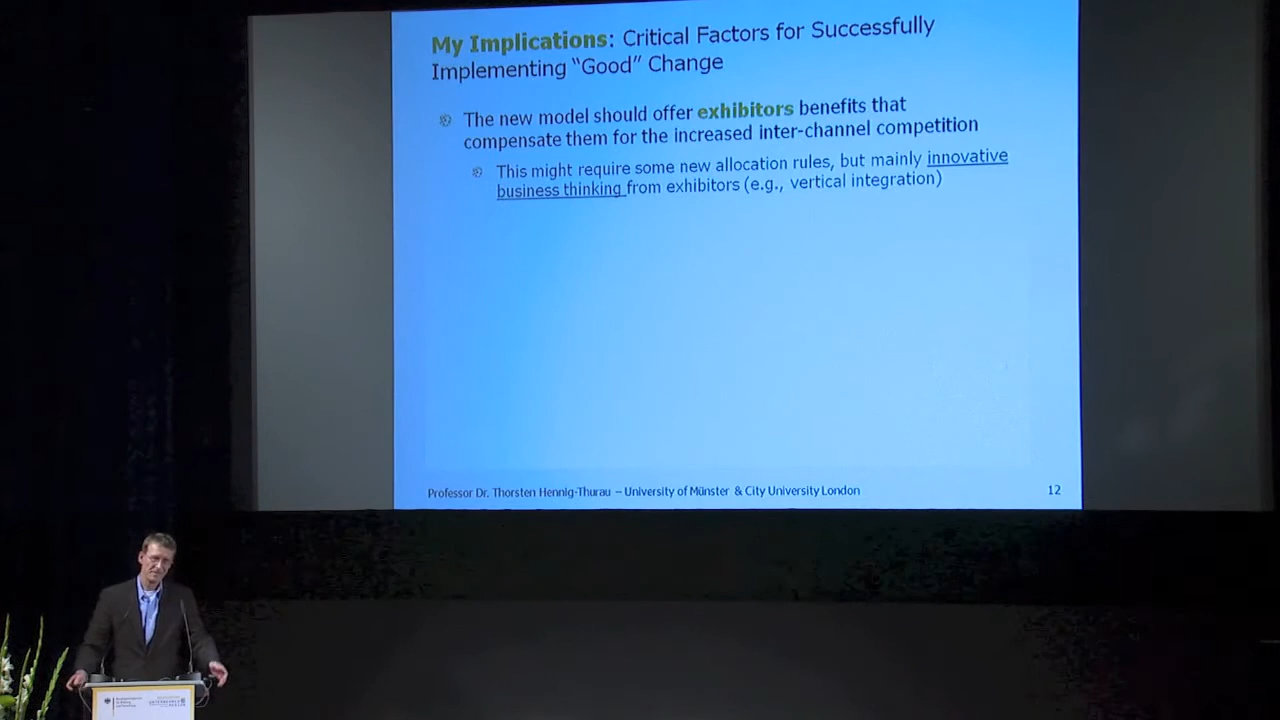 My Implications: Critical Factors for Successfully
Implementing “Good” Change
The new model should offer exhibitors benefits that
compensate them for the increased inter-channel competition
This might require some new allocation rules, but mainly innovative
business thinking from exhibitors (e.g., vertical integration)
Professor Dr. Thorsten Hennig-Thurau – University of Münster & City University London
12